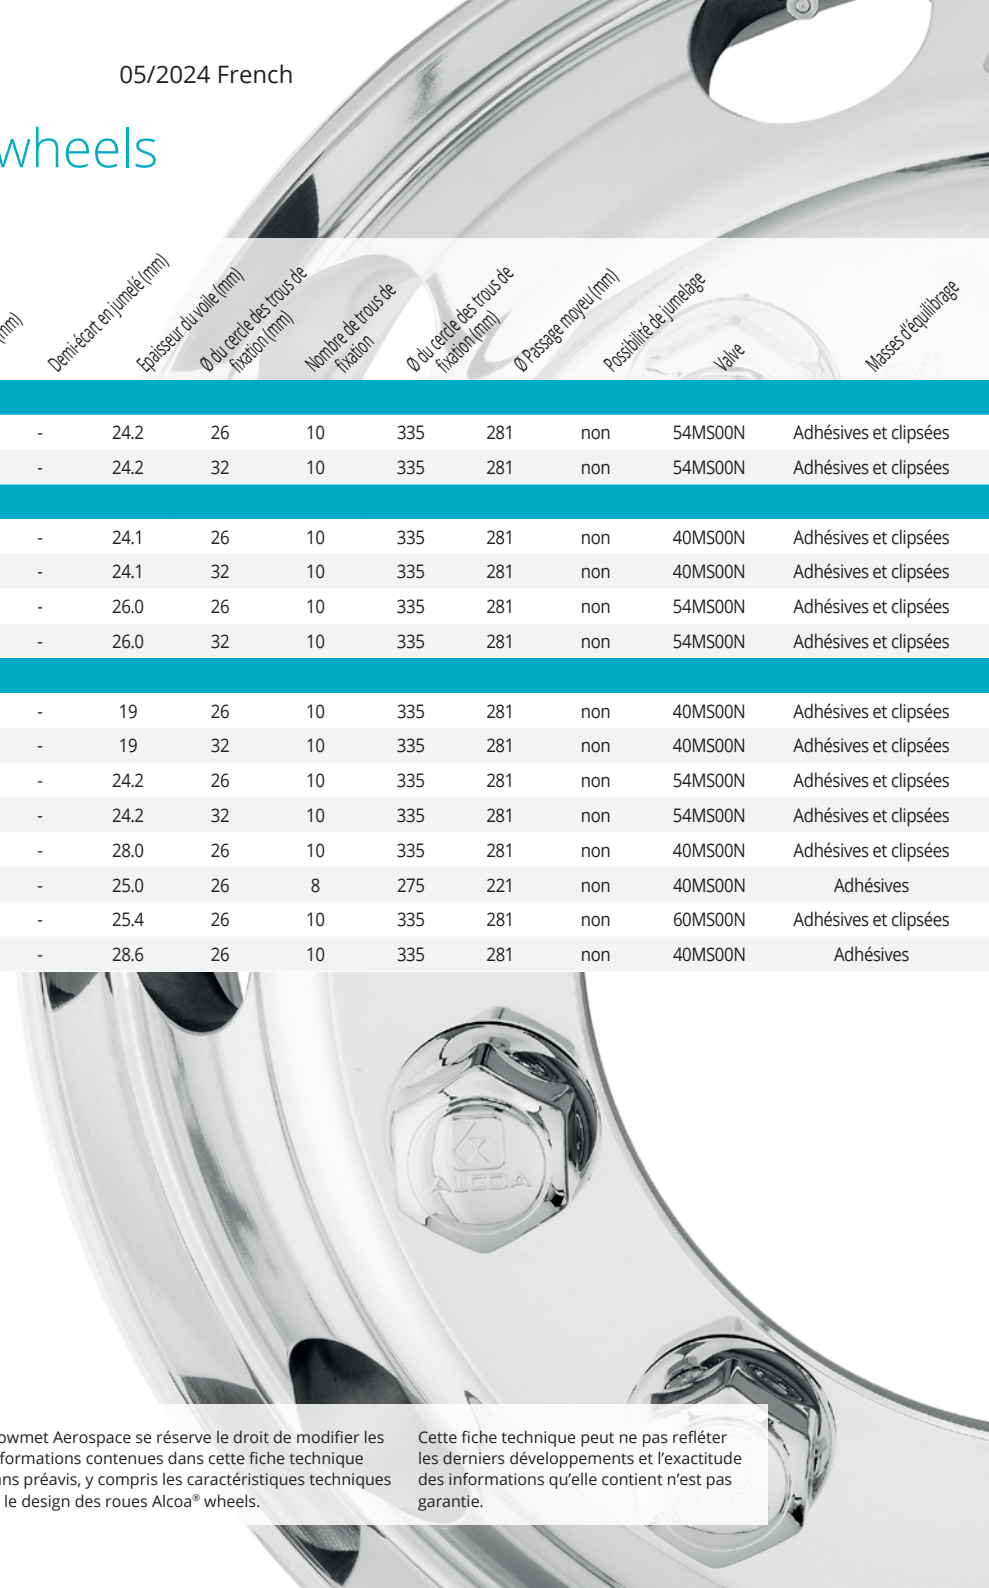 05/2024 French
wheels
(mm)
Demi-écart en jumelé (mm)
Epaisseur du voile (mm)
Ø du cercle des trous de
fixation (mm)
Nombre de trous de
fixation
Ø du cercle des trous de
fixation (mm)
Ø Passage moyeu (mm)
Possibilité de jumelage
Valve
Masses d'équilibrage
- 24.2 26 10 335 281 non 54MS00N Adhésives et clipsées
- 24.2 32 10 335 281 non 54MS00N Adhésives et clipsées
- 24.1 26 10 335 281 non 40MS00N Adhésives et clipsées
- 24.1 32 10 335 281 non 40MS00N Adhésives et clipsées
- 26.0 26 10 335 281 non 54MS00N Adhésives et clipsées
- 26.0 32 10 335 281 non 54MS00N Adhésives et clipsées
- 19 26 10 335 281 non 40MS00N Adhésives et clipsées
- 19 32 10 335 281 non 40MS00N Adhésives et clipsées
- 24.2 26 10 335 281 non 54MS00N Adhésives et clipsées
- 24.2 32 10 335 281 non 54MS00N Adhésives et clipsées
- 28.0 26 10 335 281 non 40MS00N Adhésives et clipsées
- 25.0 26 8 275 221 non 40MS00N Adhésives
- 25.4 26 10 335 281 non 60MS00N Adhésives et clipsées
- 28.6 26 10 335 281 non 40MS00N Adhésives
ALCOA
owmet Aerospace se réserve le droit de modifier les
formations contenues dans cette fiche technique
ns préavis, y compris les caractéristiques techniques
le design des roues Alcoa® wheels.
Cette fiche technique peut ne pas refléter
les derniers développements et l'exactitude
des informations qu'elle contient n'est pas
garantie.